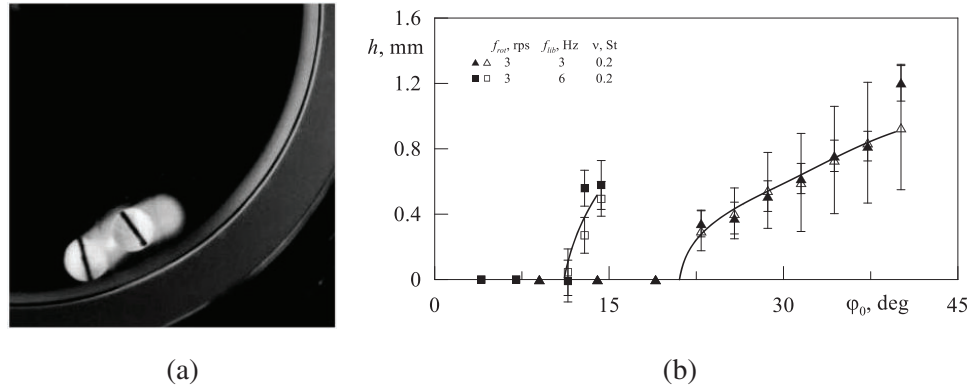 1.6
h, mm
1.2
0.8
0.4
0
f_rot, rps f_lib, Hz ν, St
▲ △ 3 3 0.2
■ □ 3 6 0.2
0 15 30 45
φ₀, deg
(a) (b)